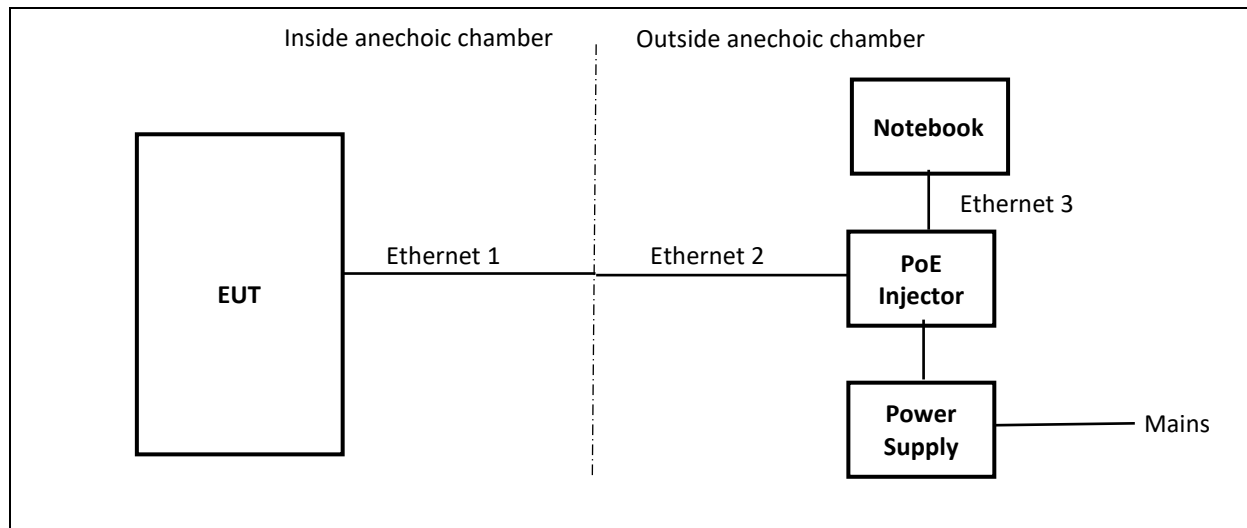 Inside anechoic chamber
Outside anechoic chamber
Notebook
Ethernet 3
Ethernet 1
Ethernet 2
PoE
Injector
EUT
Power
Supply
Mains